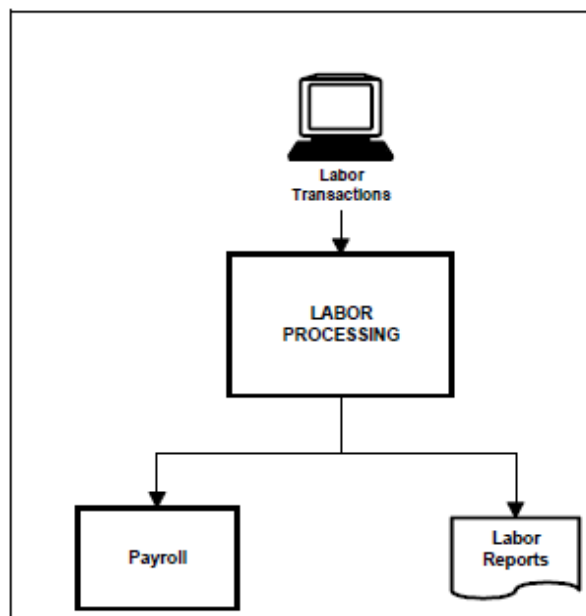 Labor
Transactions
LABOR
PROCESSING
Payroll
Labor
Reports